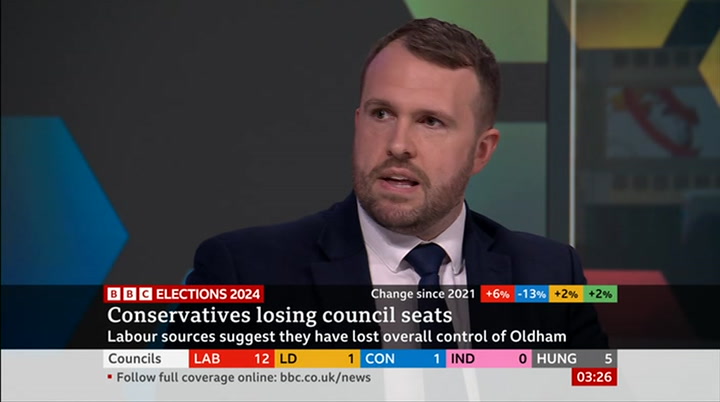 BBC ELECTIONS 2024
Change since 2021 +6% -13% +2% +2%
Conservatives losing council seats
Labour sources suggest they have lost overall control of Oldham
Councils LAB 12 LD 1 CON 1 IND 0 HUNG 5
Follow full coverage online: bbc.co.uk/news
03:26